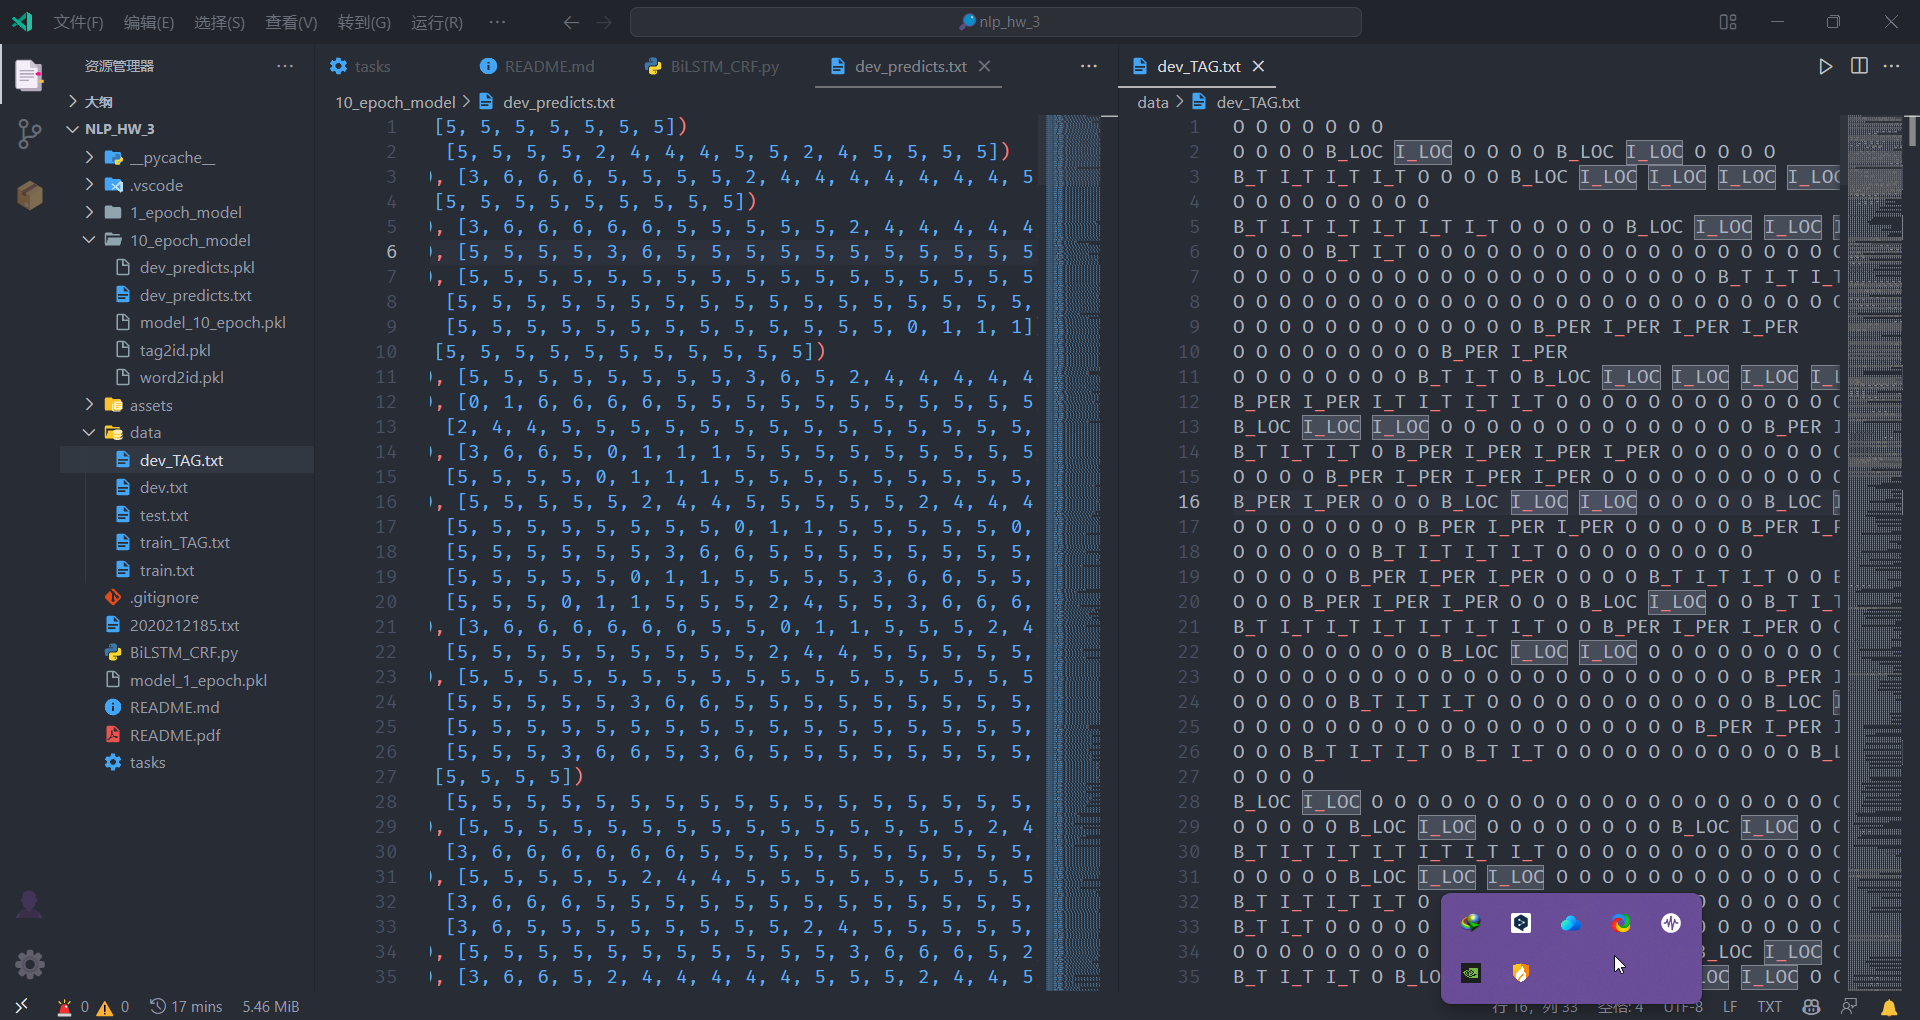 文件(F) 编辑(E) 选择(S) 查看(V) 转到(G) 运行(R) ···
nlp_hw_3
资源管理器
大纲
NLP_HW_3
__pycache__
.vscode
1_epoch_model
10_epoch_model
dev_predicts.pkl
dev_predicts.txt
model_10_epoch.pkl
tag2id.pkl
word2id.pkl
assets
data
dev_TAG.txt
dev.txt
test.txt
train_TAG.txt
train.txt
.gitignore
2020212185.txt
BiLSTM_CRF.py
model_1_epoch.pkl
README.md
README.pdf
tasks
tasks README.md BiLSTM_CRF.py dev_predicts.txt
10_epoch_model > dev_predicts.txt
1 [5, 5, 5, 5, 5, 5, 5])
2 [5, 5, 5, 5, 2, 4, 4, 4, 5, 5, 2, 4, 5, 5, 5, 5])
3 ), [3, 6, 6, 6, 5, 5, 5, 5, 2, 4, 4, 4, 4, 4, 4, 4, 5
4 [5, 5, 5, 5, 5, 5, 5, 5, 5])
5 ), [3, 6, 6, 6, 6, 6, 5, 5, 5, 5, 5, 2, 4, 4, 4, 4, 4
6 ), [5, 5, 5, 5, 3, 6, 5, 5, 5, 5, 5, 5, 5, 5, 5, 5, 5
7 ), [5, 5, 5, 5, 5, 5, 5, 5, 5, 5, 5, 5, 5, 5, 5, 5, 5
8 [5, 5, 5, 5, 5, 5, 5, 5, 5, 5, 5, 5, 5, 5, 5, 5, 5,
9 [5, 5, 5, 5, 5, 5, 5, 5, 5, 5, 5, 5, 5, 0, 1, 1, 1]
10 [5, 5, 5, 5, 5, 5, 5, 5, 5, 5, 5])
11 ), [5, 5, 5, 5, 5, 5, 5, 5, 3, 6, 5, 2, 4, 4, 4, 4, 4
12 ), [0, 1, 6, 6, 6, 6, 5, 5, 5, 5, 5, 5, 5, 5, 5, 5, 5
13 [2, 4, 4, 5, 5, 5, 5, 5, 5, 5, 5, 5, 5, 5, 5, 5, 5,
14 ), [3, 6, 6, 5, 0, 1, 1, 1, 5, 5, 5, 5, 5, 5, 5, 5, 5
15 [5, 5, 5, 5, 0, 1, 1, 1, 5, 5, 5, 5, 5, 5, 5, 5, 5,
16 ), [5, 5, 5, 5, 5, 2, 4, 4, 5, 5, 5, 5, 5, 2, 4, 4, 4
17 [5, 5, 5, 5, 5, 5, 5, 5, 0, 1, 1, 5, 5, 5, 5, 5, 0,
18 [5, 5, 5, 5, 5, 5, 3, 6, 6, 5, 5, 5, 5, 5, 5, 5, 5,
19 [5, 5, 5, 5, 5, 0, 1, 1, 5, 5, 5, 5, 3, 6, 6, 5, 5,
20 [5, 5, 5, 0, 1, 1, 5, 5, 5, 2, 4, 5, 5, 3, 6, 6, 6,
21 ), [3, 6, 6, 6, 6, 6, 6, 5, 5, 0, 1, 1, 5, 5, 5, 2, 4
22 [5, 5, 5, 5, 5, 5, 5, 5, 5, 2, 4, 4, 5, 5, 5, 5, 5,
23 ), [5, 5, 5, 5, 5, 5, 5, 5, 5, 5, 5, 5, 5, 5, 5, 5, 5
24 [5, 5, 5, 5, 5, 3, 6, 6, 5, 5, 5, 5, 5, 5, 5, 5, 5,
25 [5, 5, 5, 5, 5, 5, 5, 5, 5, 5, 5, 5, 5, 5, 5, 5, 5,
26 [5, 5, 5, 3, 6, 6, 5, 3, 6, 5, 5, 5, 5, 5, 5, 5, 5,
27 [5, 5, 5, 5])
28 [5, 5, 5, 5, 5, 5, 5, 5, 5, 5, 5, 5, 5, 5, 5, 5, 5,
29 ), [5, 5, 5, 5, 5, 5, 5, 5, 5, 5, 5, 5, 5, 5, 5, 2, 4
30 [3, 6, 6, 6, 6, 6, 6, 5, 5, 5, 5, 5, 5, 5, 5, 5, 5,
31 ), [5, 5, 5, 5, 5, 2, 4, 4, 5, 5, 5, 5, 5, 5, 5, 5, 5
32 [3, 6, 6, 6, 5, 5, 5, 5, 5, 5, 5, 5, 5, 5, 5, 5, 5,
33 [3, 6, 5, 5, 5, 5, 5, 5, 5, 5, 2, 4, 5, 5, 5, 5, 5,
34 ), [5, 5, 5, 5, 5, 5, 5, 5, 5, 5, 5, 3, 6, 6, 6, 5, 2
35 ), [3, 6, 6, 5, 2, 4, 4, 4, 4, 4, 5, 5, 5, 2, 4, 4, 5
dev_TAG.txt
data > dev_TAG.txt
1 O O O O O O O
2 O O O O B_LOC I_LOC O O O O B_LOC I_LOC O O O O
3 B_T I_T I_T I_T O O O O B_LOC I_LOC I_LOC I_LOC I_LOC
4 O O O O O O O O O
5 B_T I_T I_T I_T I_T I_T O O O O O B_LOC I_LOC I_LOC
6 O O O O B_T I_T O O O O O O O O O O O O O O O O O O O
7 O O O O O O O O O O O O O O O O O O O O O B_T I_T I_T
8 O O O O O O O O O O O O O O O O O O O O O O O O O O O
9 O O O O O O O O O O O O O B_PER I_PER I_PER I_PER
10 O O O O O O O O O B_PER I_PER
11 O O O O O O O O B_T I_T O B_LOC I_LOC I_LOC I_LOC I_L
12 B_PER I_PER I_T I_T I_T I_T O O O O O O O O O O O O O
13 B_LOC I_LOC I_LOC O O O O O O O O O O O O O O B_PER I
14 B_T I_T I_T O B_PER I_PER I_PER I_PER O O O O O O O O
15 O O O O B_PER I_PER I_PER I_PER O O O O O O O O O O O
16 B_PER I_PER O O O B_LOC I_LOC I_LOC O O O O O B_LOC I
17 O O O O O O O O B_PER I_PER I_PER O O O O O B_PER I_P
18 O O O O O O B_T I_T I_T I_T O O O O O O O O O
19 O O O O O B_PER I_PER I_PER O O O O B_T I_T I_T O O B
20 O O O B_PER I_PER I_PER O O O B_LOC I_LOC O O B_T I_T
21 B_T I_T I_T I_T I_T I_T I_T O O B_PER I_PER I_PER O O
22 O O O O O O O O O B_LOC I_LOC I_LOC O O O O O O O O O
23 O O O O O O O O O O O O O O O O O O O O O O O B_PER I
24 O O O O O B_T I_T I_T O O O O O O O O O O O O B_LOC I
25 O O O O O O O O O O O O O O O O O O O O B_PER I_PER I
26 O O O B_T I_T I_T O B_T I_T O O O O O O O O O O O B_L
27 O O O O
28 B_LOC I_LOC O O O O O O O O O O O O O O O O O O O O O
29 O O O O O B_LOC I_LOC O O O O O O O O B_LOC I_LOC O O
30 B_T I_T I_T I_T I_T I_T I_T O O O O O O O O O O O O O
31 O O O O O B_LOC I_LOC I_LOC O O O O O O O O O O O O O
32 B_T I_T I_T I_T O O O O
33 B_T I_T O O O O O O O O
34 O O O O O O O O O _LOC I_LOC O
35 B_T I_T I_T O B_LO LOC I_LOC O O
0 0 17 mins 5.46 MiB
行 16, 列 33 空格: 4 UTF-8 LF TXT